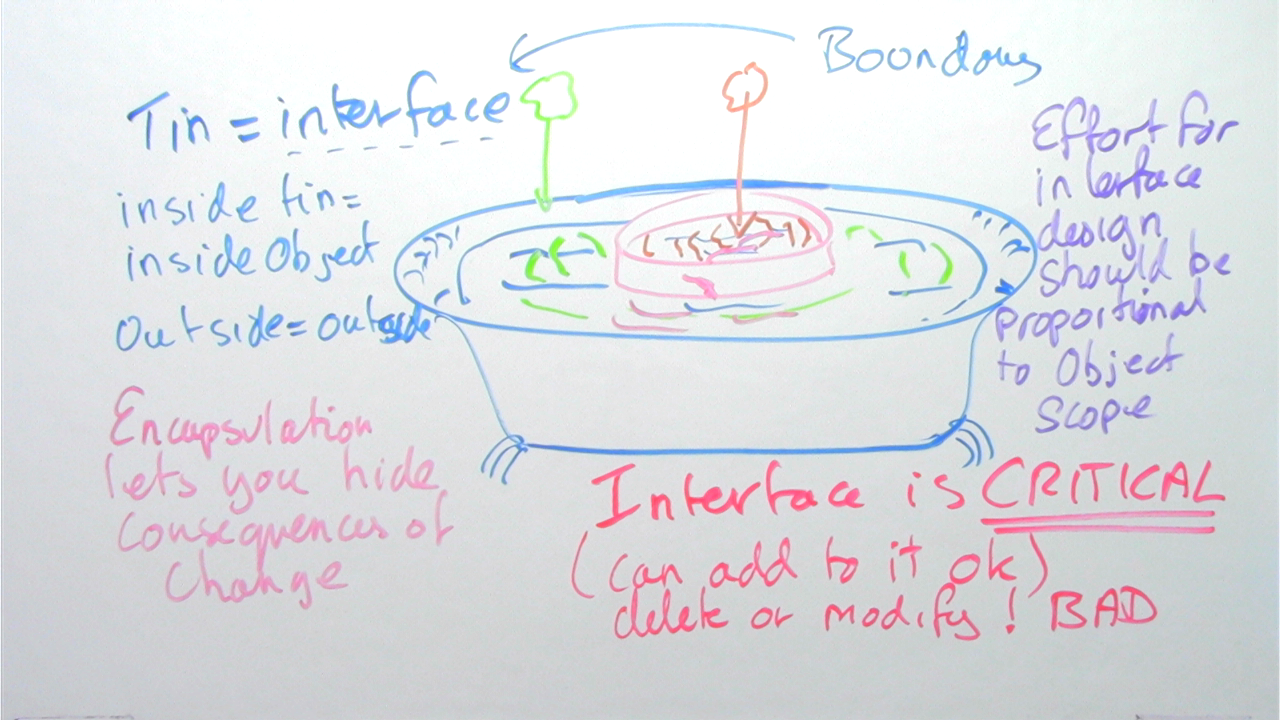 Boundary
Tin = interface
inside tin =
inside Object
Outside = outside
Encapsulation
lets you hide
consequences of
Change
Effort for
interface
design
should be
proportional
to Object
Scope
Interface is CRITICAL
(can add to it ok)
delete or modify! BAD